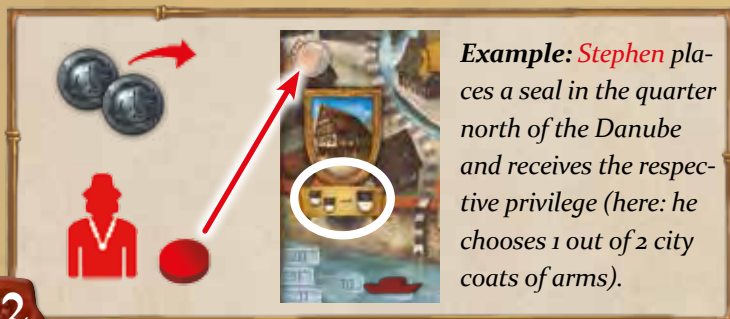 Example: Stephen pla-
ces a seal in the quarter
north of the Danube
and receives the respec-
tive privilege (here: he
chooses 1 out of 2 city
coats of arms).
2